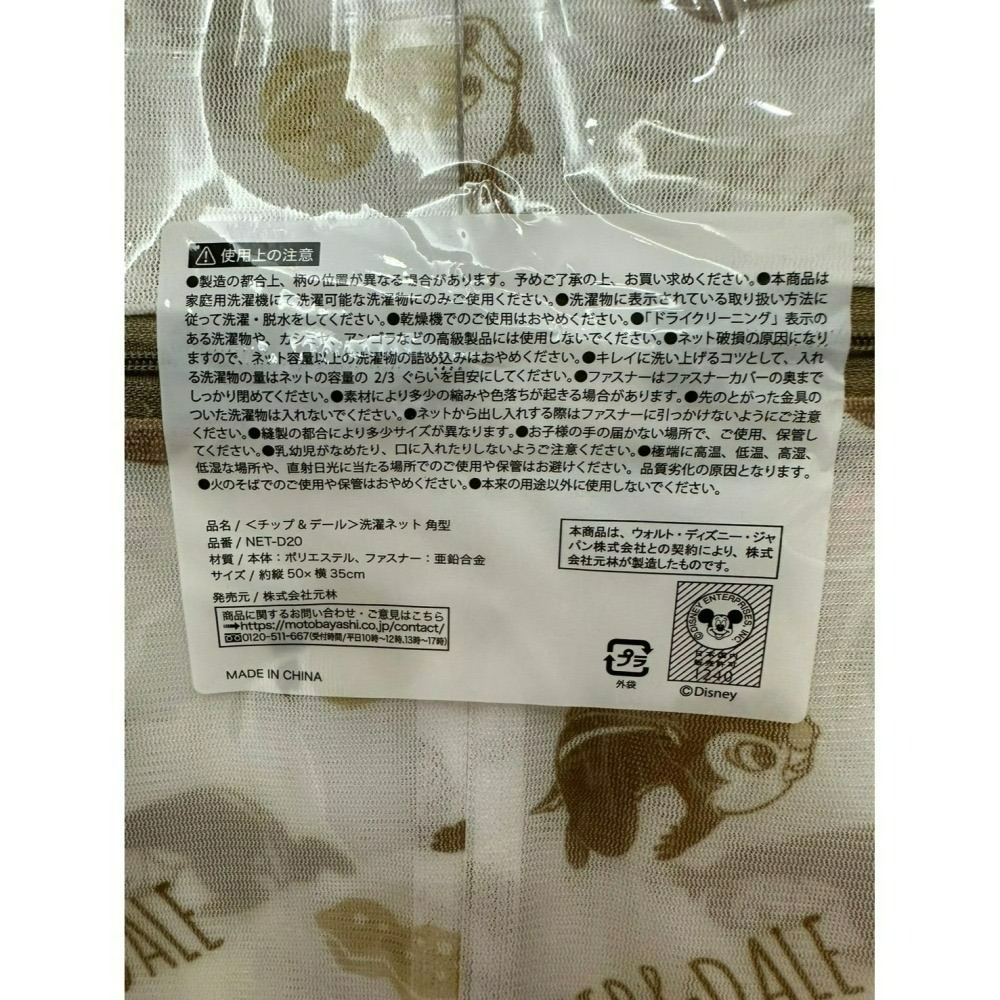 使用上の注意
●製造の都合上、柄の位置が異なる場合があります。予めご了承の上、お買い求めください。●本商品は
家庭用洗濯機にて洗濯可能な洗濯物にのみご使用ください。●洗濯物に表示されている取り扱い方法に
従って洗濯・脱水をしてください。●乾燥機でのご使用はおやめください。●「ドライクリーニング」表示の
ある洗濯物や、カシミヤ、アンゴラなどの高級製品には使用しないでください。●ネット破損の原因になり
ますので、ネット容量以上の洗濯物の詰め込みはおやめください。●キレイに洗い上げるコツとして、入れ
る洗濯物の量はネットの容量の 2/3 ぐらいを目安にしてください。●ファスナーはファスナーカバーの奥まで
しっかり閉めてください。●素材により多少の縮みや色落ちが起きる場合があります。●先のとがった金具の
ついた洗濯物は入れないでください。●ネットから出し入れする際はファスナーに引っかけないようにご注意
ください。●縫製の都合により多少サイズが異なります。●お子様の手の届かない場所で、ご使用、保管し
てください。●乳幼児がなめたり、口に入れたりしないようご注意ください。●極端に高温、低温、高湿、
低湿な場所や、直射日光に当たる場所でのご使用や保管はお避けください。品質劣化の原因となります。
●火のそばでのご使用や保管はおやめください。●本来の用途以外に使用しないでください。
品名 / <チップ＆デール>洗濯ネット 角型
品番 / NET-D20
材質 / 本体：ポリエステル、ファスナー：亜鉛合金
サイズ / 約縦 50×横 35cm
発売元 / 株式会社元林
商品に関するお問い合わせ・ご意見はこちら
➡https://motobayashi.co.jp/contact/
0120-511-667(受付時間/平日10時～12時、13時～17時)
MADE IN CHINA
本商品は、ウォルト・ディズニー・ジャ
パン株式会社との契約により、株式
会社元林が製造したものです。
©DISNEY ENTERPRISES, INC.
日本国内
販売許可
1240
©Disney
プラ
外袋
DALE
& DALE